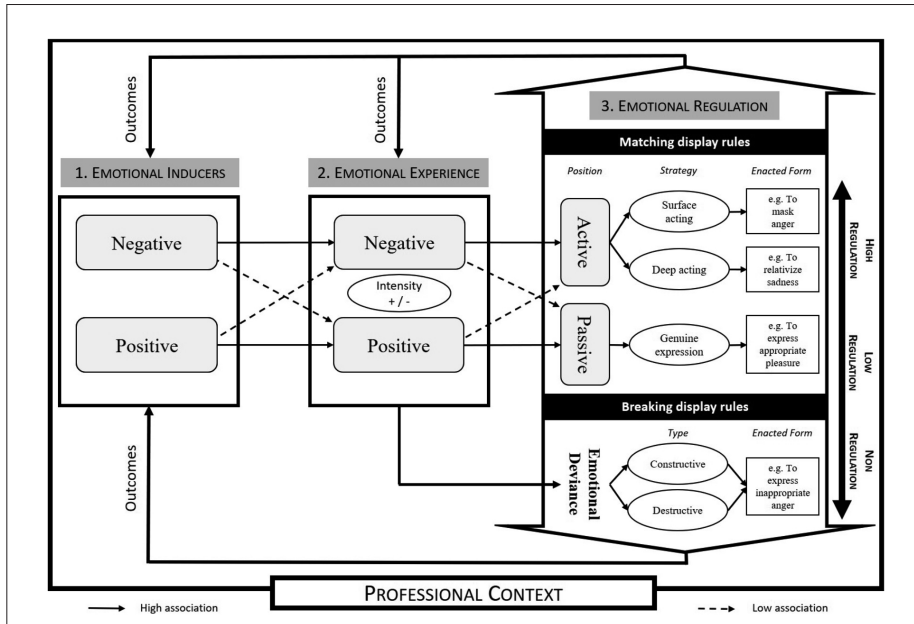 Outcomes
Outcomes
3. EMOTIONAL REGULATION
Matching display rules
1. EMOTIONAL INDUCERS
2. EMOTIONAL EXPERIENCE
Position
Strategy
Enacted Form
Negative
Negative
Active
Surface
acting
e.g. To
mask
anger
Intensity
+ / -
Deep acting
e.g. To
relativize
sadness
HIGH
REGULATION
Positive
Positive
Passive
Genuine
expression
e.g. To
express
appropriate
pleasure
LOW
REGULATION
Breaking display rules
Type
Enacted Form
Outcomes
Emotional
Deviance
Constructive
Destructive
e.g. To
express
inappropriate
anger
NON
REGULATION
PROFESSIONAL CONTEXT
High association
Low association